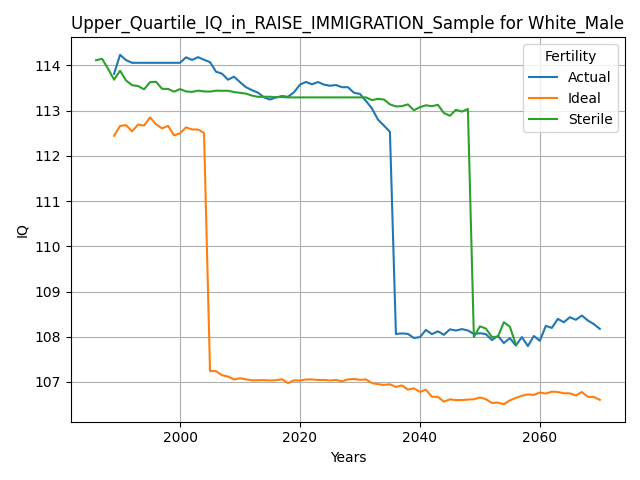 Upper_Quartile_IQ_in_RAISE_IMMIGRATION_Sample for White_Male
Fertility
Actual
Ideal
Sterile
IQ
114
113
112
111
110
109
108
107
2000
2020
2040
2060
Years